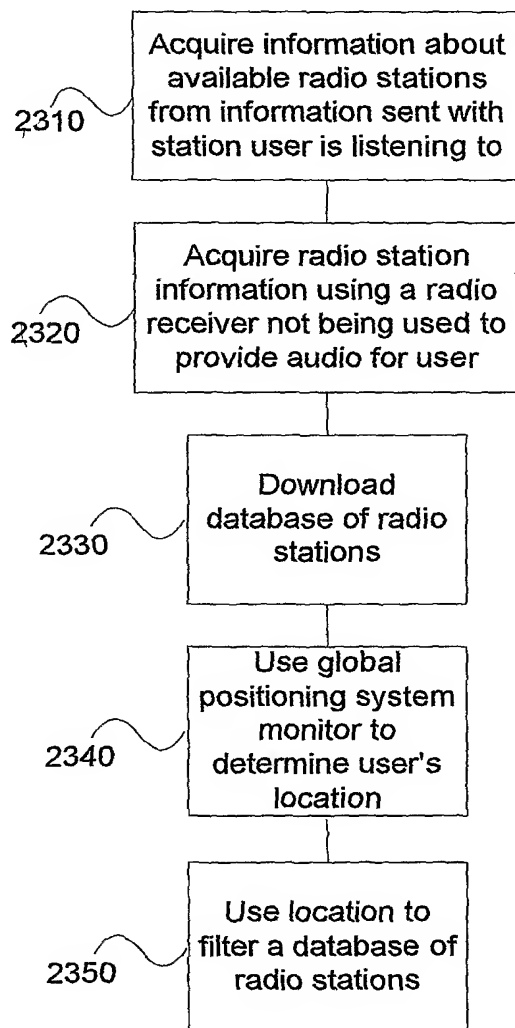 Acquire information about
available radio stations
from information sent with
station user is listening to
2310
Acquire radio station
information using a radio
receiver not being used to
provide audio for user
2320
Download
database of radio
stations
2330
Use global
positioning system
monitor to
determine user's
location
2340
Use location to
filter a database of
radio stations
2350